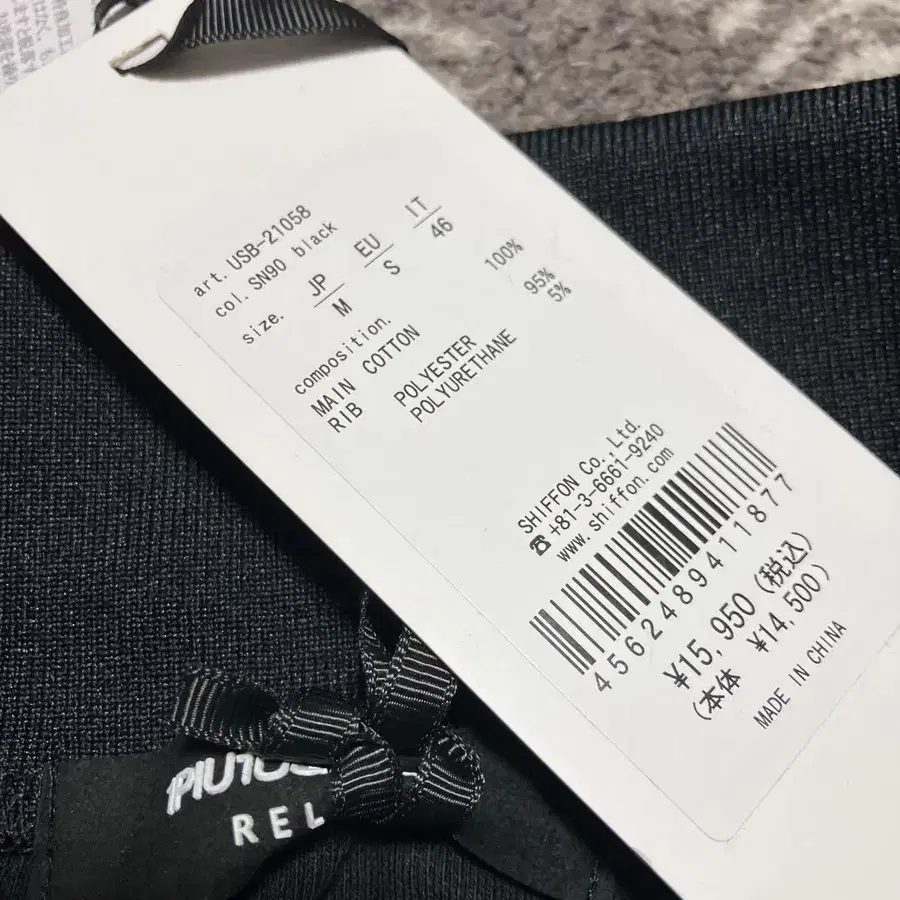 art. USB-21058
col. SN90 black
size. JP EU IT
M S 46
composition.
MAIN COTTON 100%
RIB POLYESTER 95%
POLYURETHANE 5%
SHIFFON Co.,Ltd.
☎ +81-3-6661-9240
www.shiffon.com
4562489411877
¥15,950 (税込)
(本体 ¥14,500)
MADE IN CHINA
REL